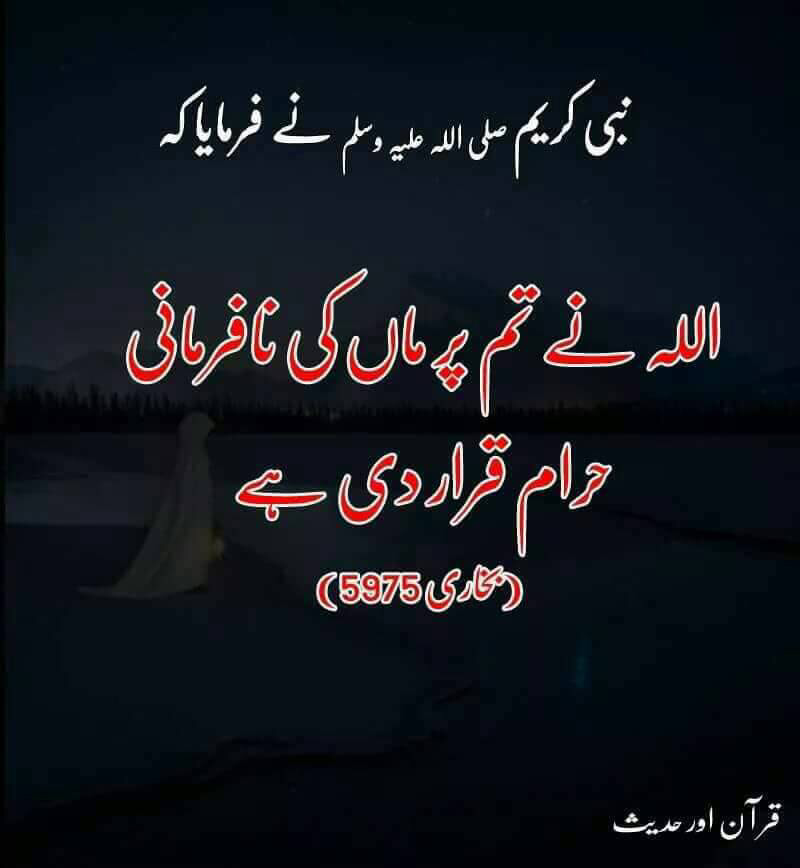 نبی کریم صلی اللہ علیہ وسلم نے فرمایا کہ
اللہ نے تم پر ماں کی نافرمانی
حرام قرار دی ہے
(بخاری 5975)
قرآن اور حدیث